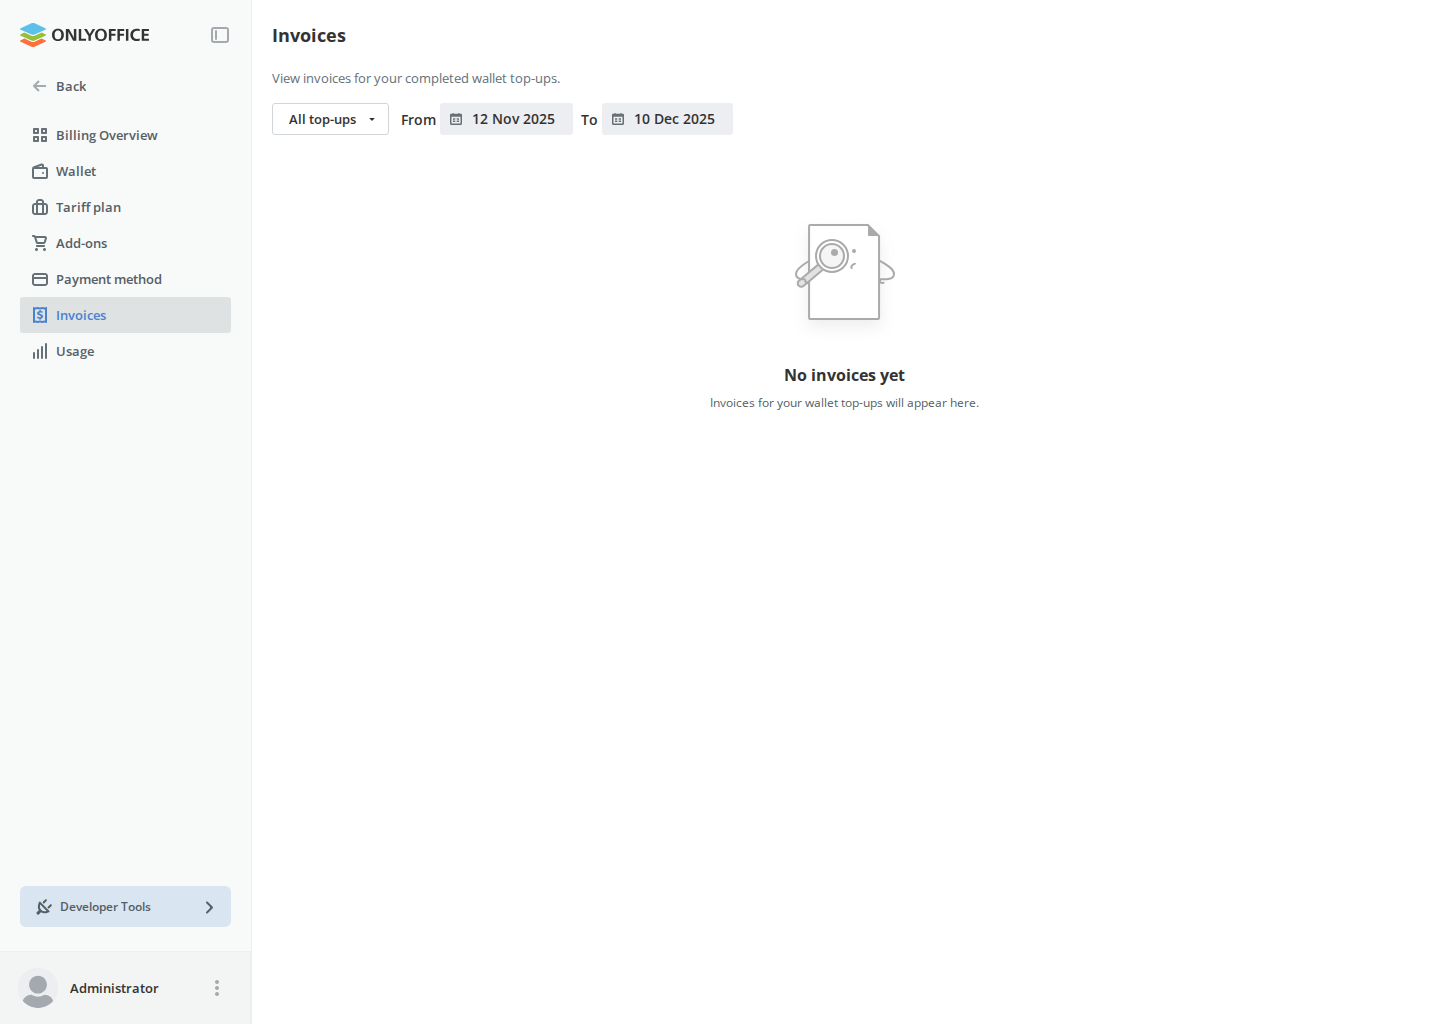 ONLYOFFICE
Back
Billing Overview
Wallet
Tariff plan
Add-ons
Payment method
Invoices
Usage
Developer Tools
Administrator
Invoices
View invoices for your completed wallet top-ups.
All top-ups From 12 Nov 2025 To 10 Dec 2025
No invoices yet
Invoices for your wallet top-ups will appear here.